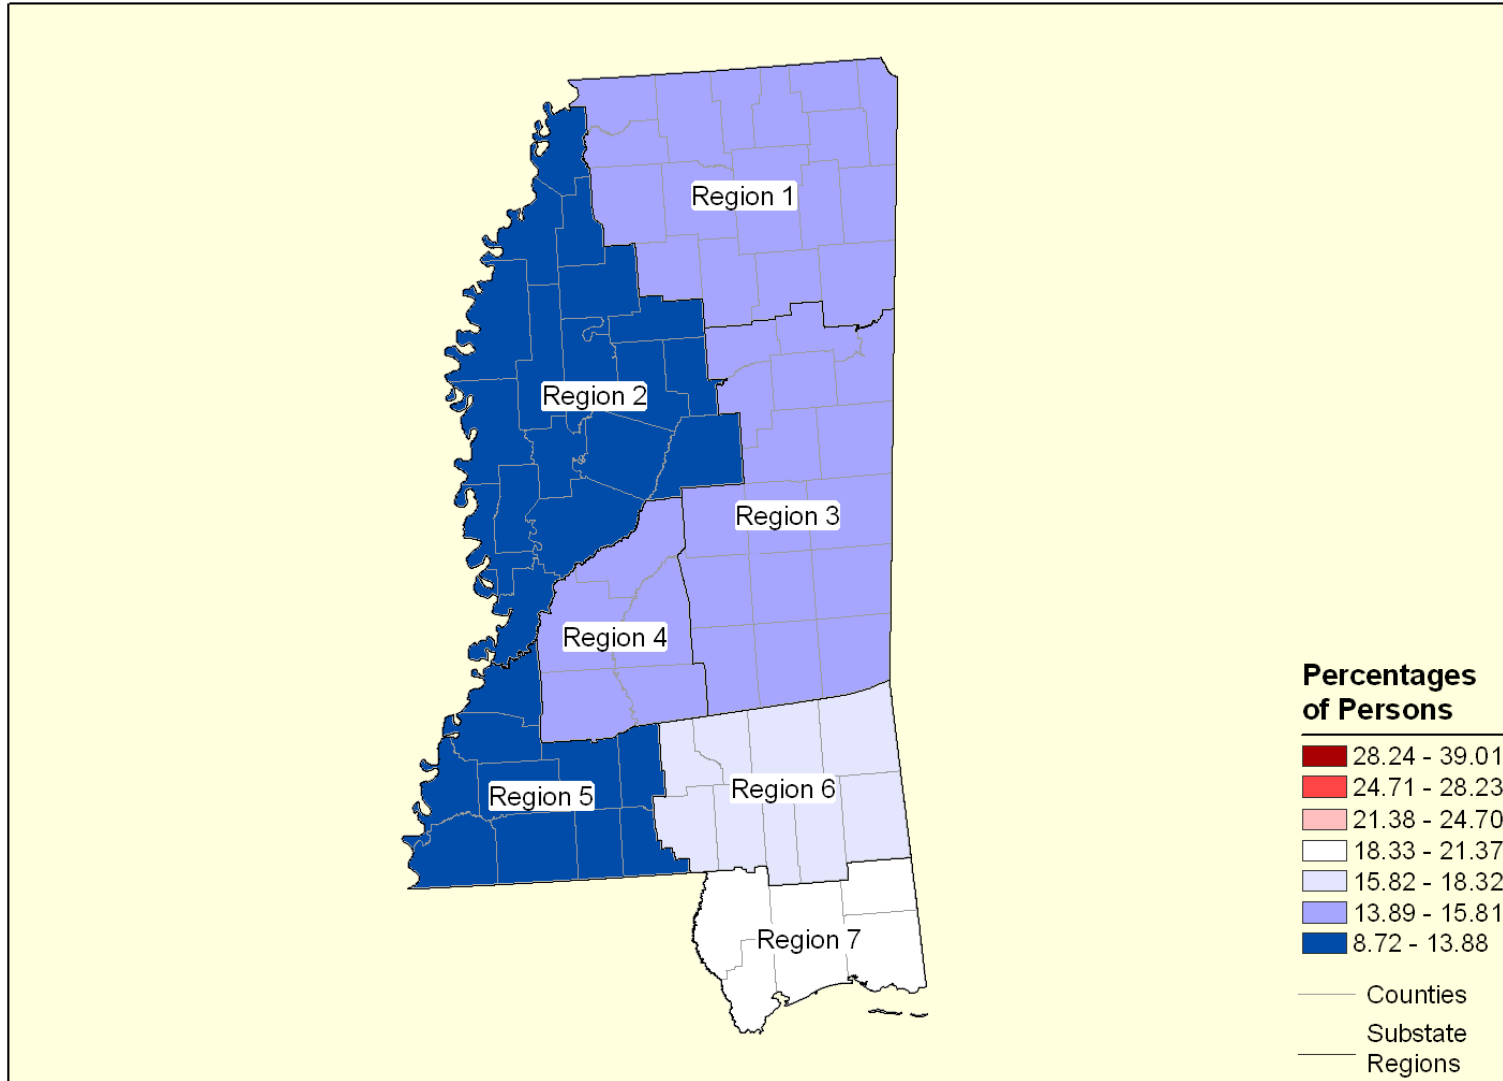 Region 1
Region 2
Region 3
Region 4
Region 5
Region 6
Region 7
Percentages
of Persons
28.24 - 39.01
24.71 - 28.23
21.38 - 24.70
18.33 - 21.37
15.82 - 18.32
13.89 - 15.81
8.72 - 13.88
Counties
Substate
Regions